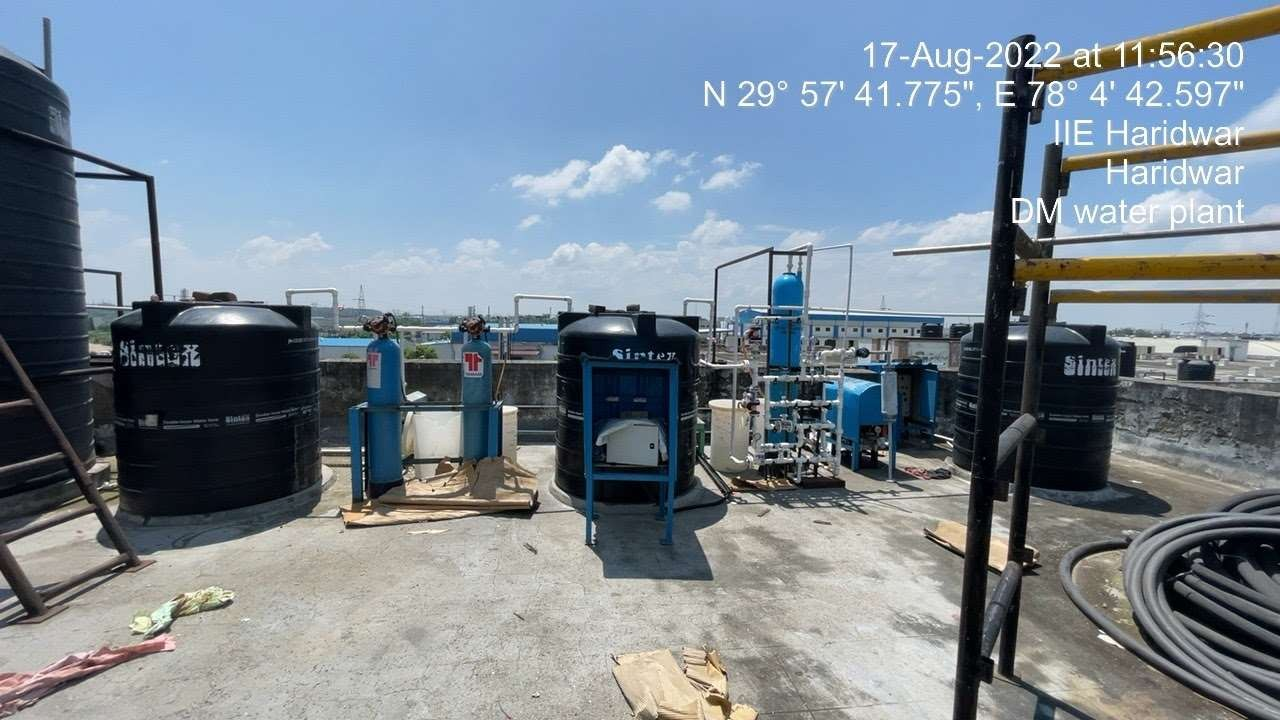 17-Aug-2022 at 11:56:30
N 29° 57' 41.775", E 78° 4' 42.597"
IIE Haridwar
Haridwar
DM water plant
Sintex
Sintex
Sintex
Sintex